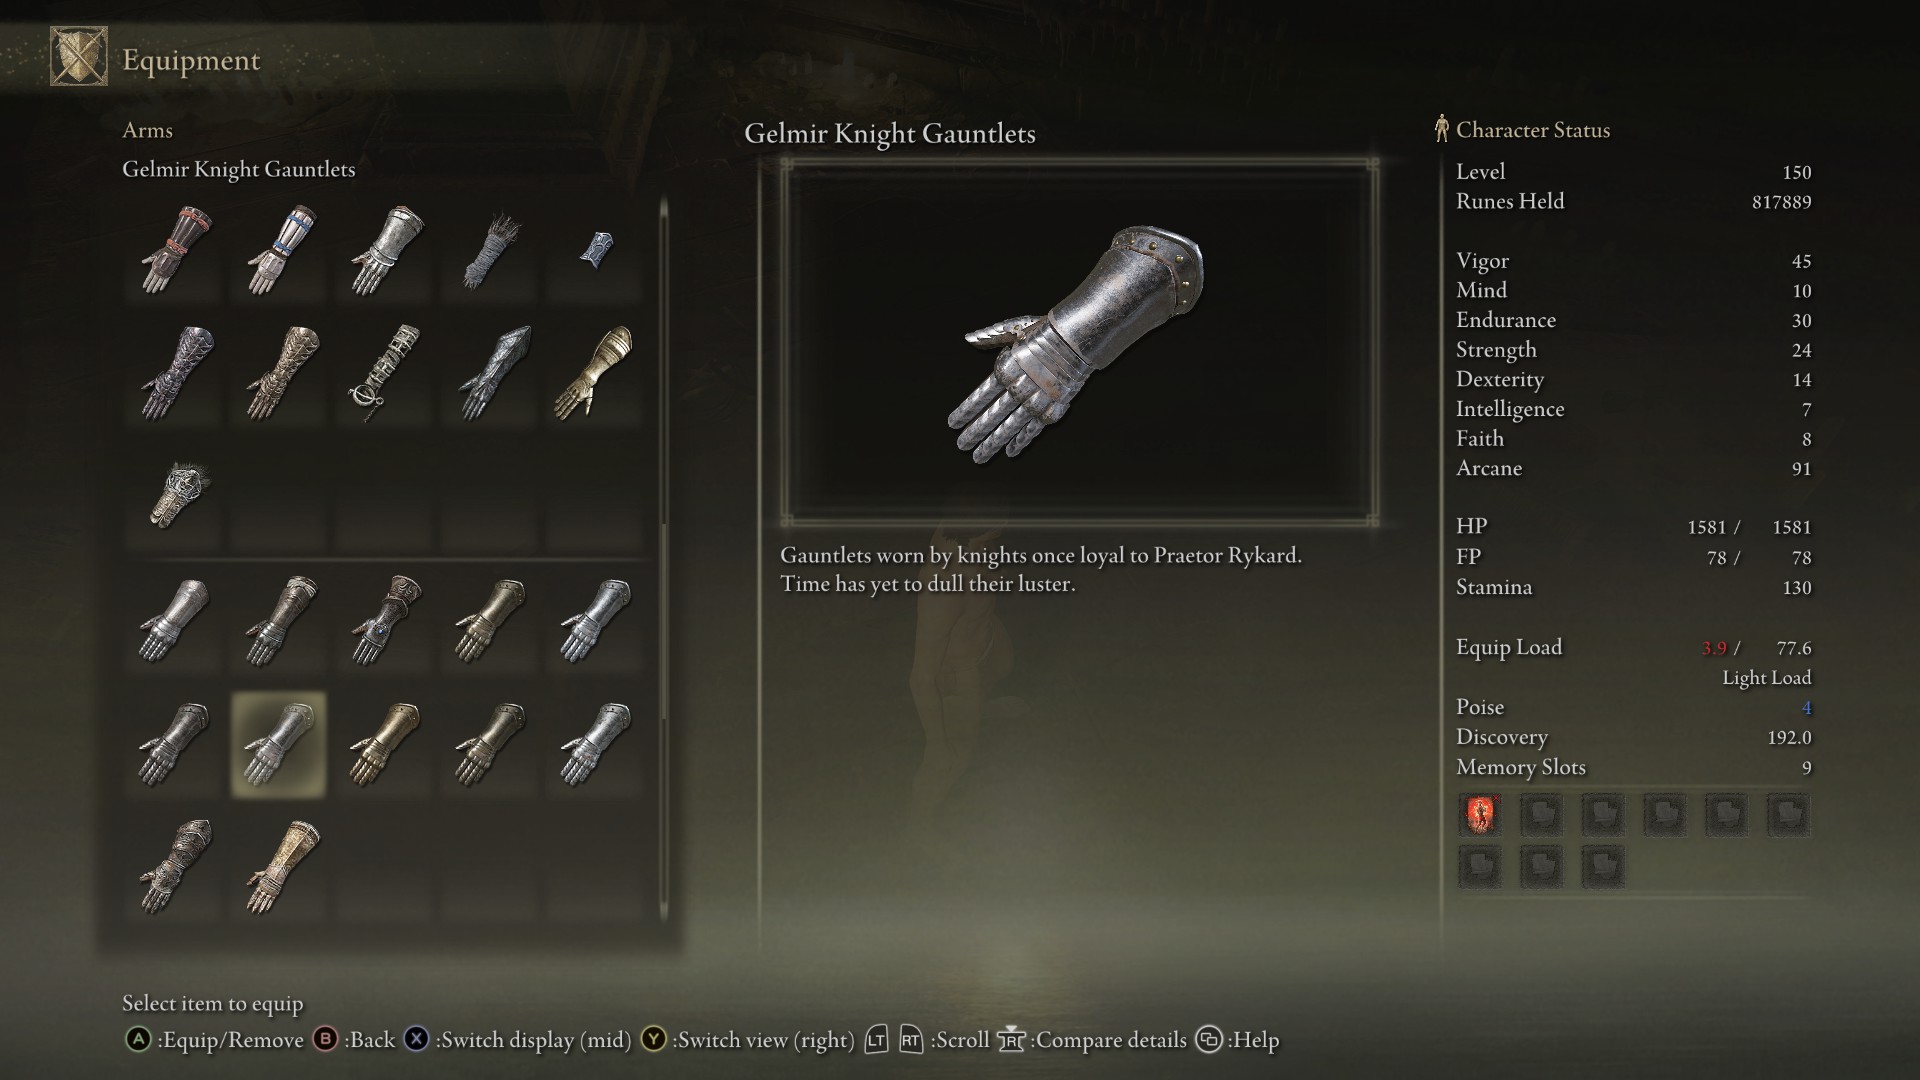 Equipment
Arms
Gelmir Knight Gauntlets
Gelmir Knight Gauntlets
Gauntlets worn by knights once loyal to Praetor Rykard.
Time has yet to dull their luster.
Character Status
Level 150
Runes Held 817889
Vigor 45
Mind 10
Endurance 30
Strength 24
Dexterity 14
Intelligence 7
Faith 8
Arcane 91
HP 1581 / 1581
FP 78 / 78
Stamina 130
Equip Load 3.9 / 77.6
Light Load
Poise 4
Discovery 192.0
Memory Slots 9
Select item to equip
A :Equip/Remove B :Back X :Switch display (mid) Y :Switch view (right) LT RT :Scroll R :Compare details :Help